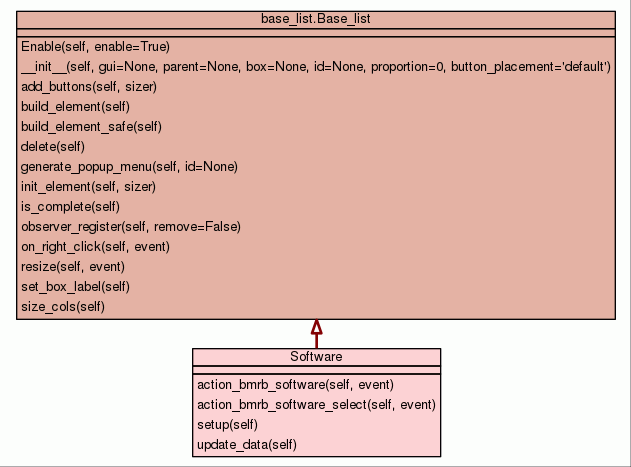 base_list.Base_list
Enable(self, enable=True)
__init__(self, gui=None, parent=None, box=None, id=None, proportion=0, button_placement='default')
add_buttons(self, sizer)
build_element(self)
build_element_safe(self)
delete(self)
generate_popup_menu(self, id=None)
init_element(self, sizer)
is_complete(self)
observer_register(self, remove=False)
on_right_click(self, event)
resize(self, event)
set_box_label(self)
size_cols(self)
Software
action_bmrb_software(self, event)
action_bmrb_software_select(self, event)
setup(self)
update_data(self)